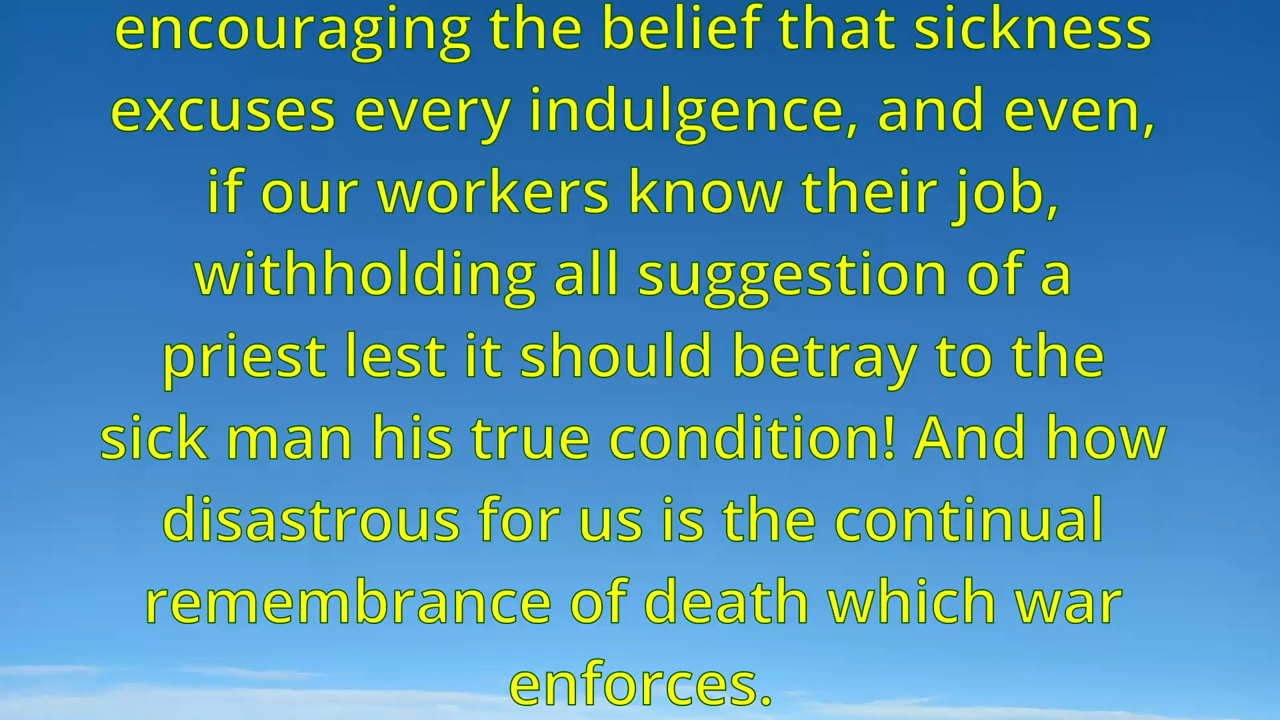 encouraging the belief that sickness
excuses every indulgence, and even,
if our workers know their job,
withholding all suggestion of a
priest lest it should betray to the
sick man his true condition! And how
disastrous for us is the continual
remembrance of death which war
enforces.